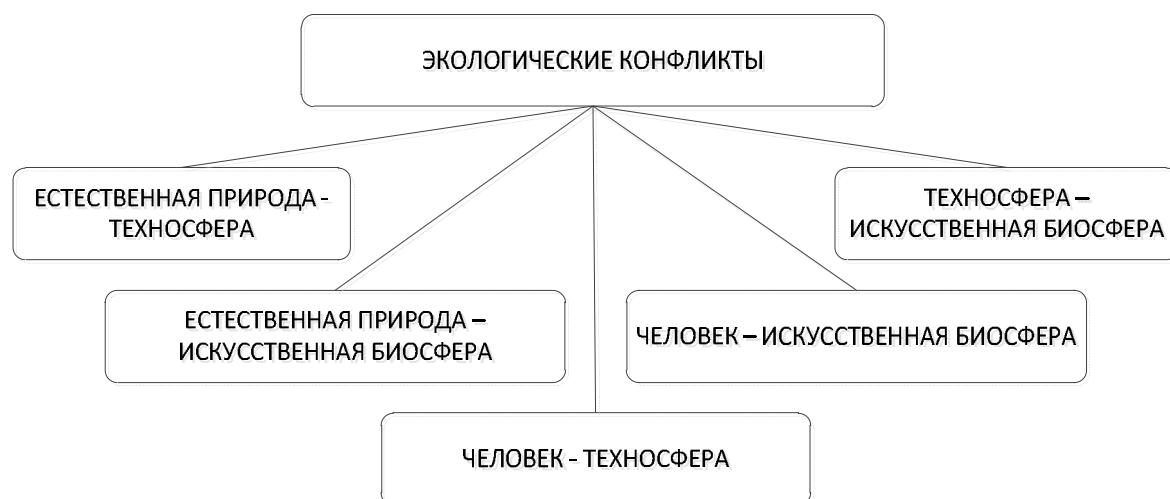 ЭКОЛОГИЧЕСКИЕ КОНФЛИКТЫ
ЕСТЕСТВЕННАЯ ПРИРОДА -
ТЕХНОСФЕРА
ТЕХНОСФЕРА –
ИСКУССТВЕННАЯ БИОСФЕРА
ЕСТЕСТВЕННАЯ ПРИРОДА –
ИСКУССТВЕННАЯ БИОСФЕРА
ЧЕЛОВЕК – ИСКУССТВЕННАЯ БИОСФЕРА
ЧЕЛОВЕК - ТЕХНОСФЕРА